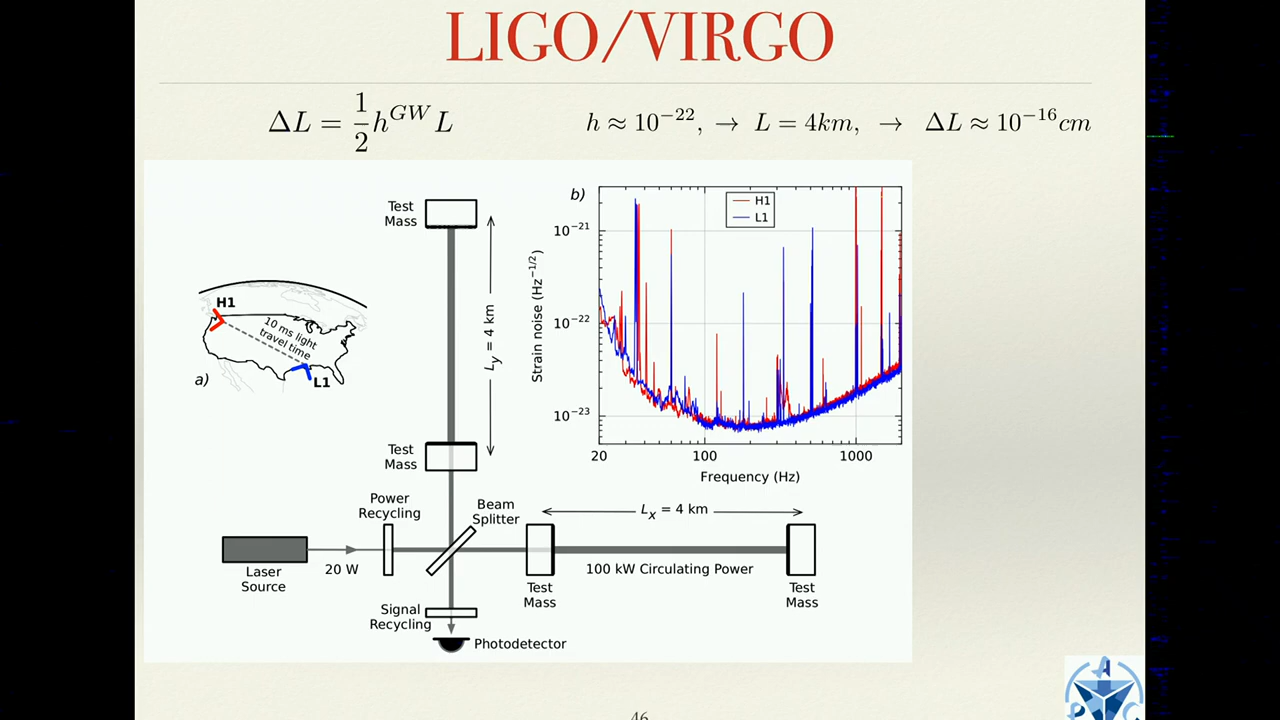 LIGO/VIRGO
ΔL = 1/2 h^{GW} L
h ≈ 10^{-22}, → L = 4km, → ΔL ≈ 10^{-16}cm
Test
Mass
H1
10 ms light
travel time
L1
a)
L_y = 4 km
Test
Mass
Power
Recycling
Beam
Splitter
L_x = 4 km
Laser
Source
20 W
100 kW Circulating Power
Test
Mass
Test
Mass
Signal
Recycling
Photodetector
b)
H1
L1
Strain noise (Hz^{-1/2})
10^{-21}
10^{-22}
10^{-23}
20
100
1000
Frequency (Hz)
46
A
P
C